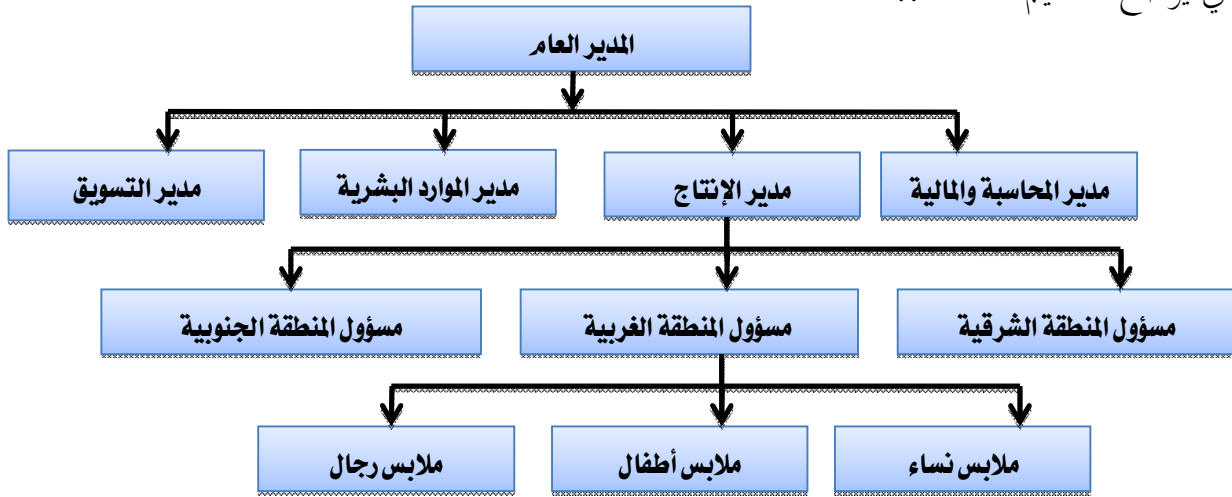 المدير العام
مدير المحاسبة والمالية
مدير الإنتاج
مدير الموارد البشرية
مدير التسويق
مسؤول المنطقة الشرقية
مسؤول المنطقة الغربية
مسؤول المنطقة الجنوبية
ملابس نساء
ملابس أطفال
ملابس رجال